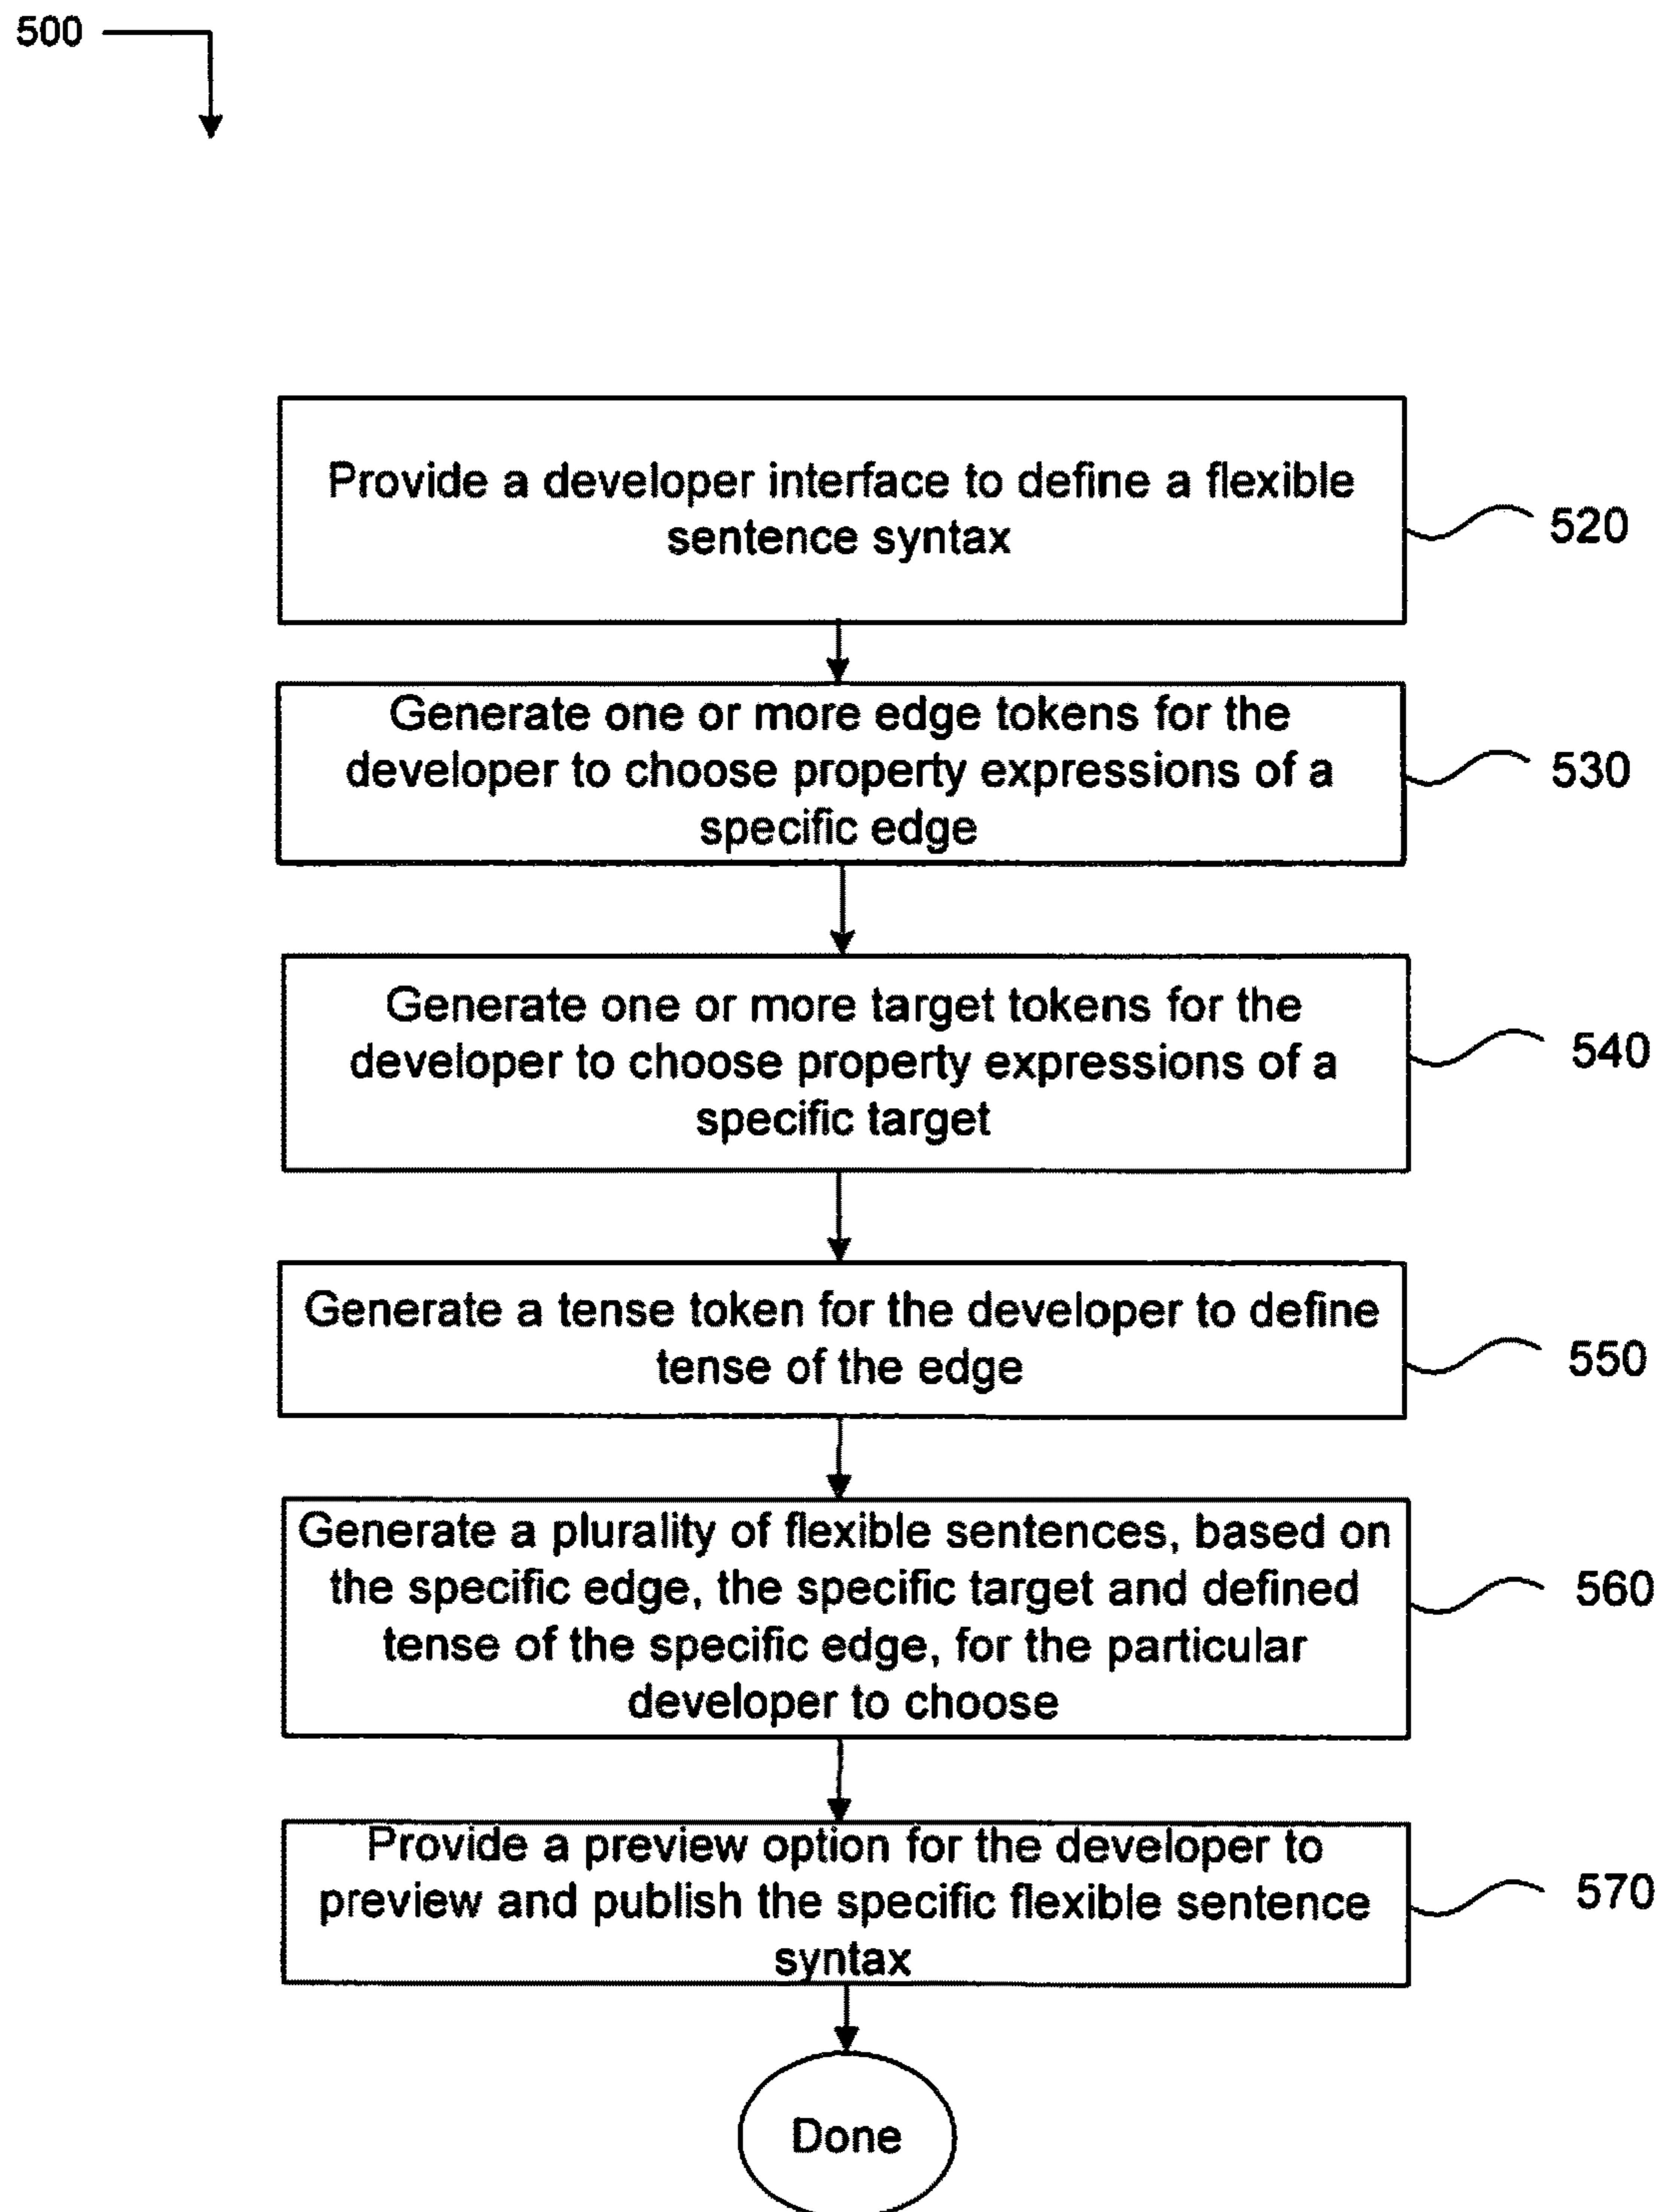 500
Provide a developer interface to define a flexible
sentence syntax
520
Generate one or more edge tokens for the
developer to choose property expressions of a
specific edge
530
Generate one or more target tokens for the
developer to choose property expressions of a
specific target
540
Generate a tense token for the developer to define
tense of the edge
550
Generate a plurality of flexible sentences, based on
the specific edge, the specific target and defined
tense of the specific edge, for the particular
developer to choose
560
Provide a preview option for the developer to
preview and publish the specific flexible sentence
syntax
570
Done